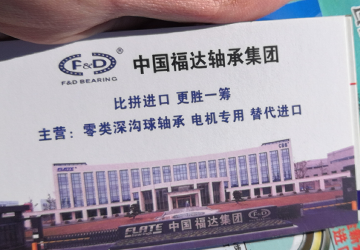 F&D
F&D BEARING
中国福达轴承集团
比拼进口 更胜一筹
主营：零类深沟球轴承 电机专用 替代进口
FLATE 中国福达集团 F&D